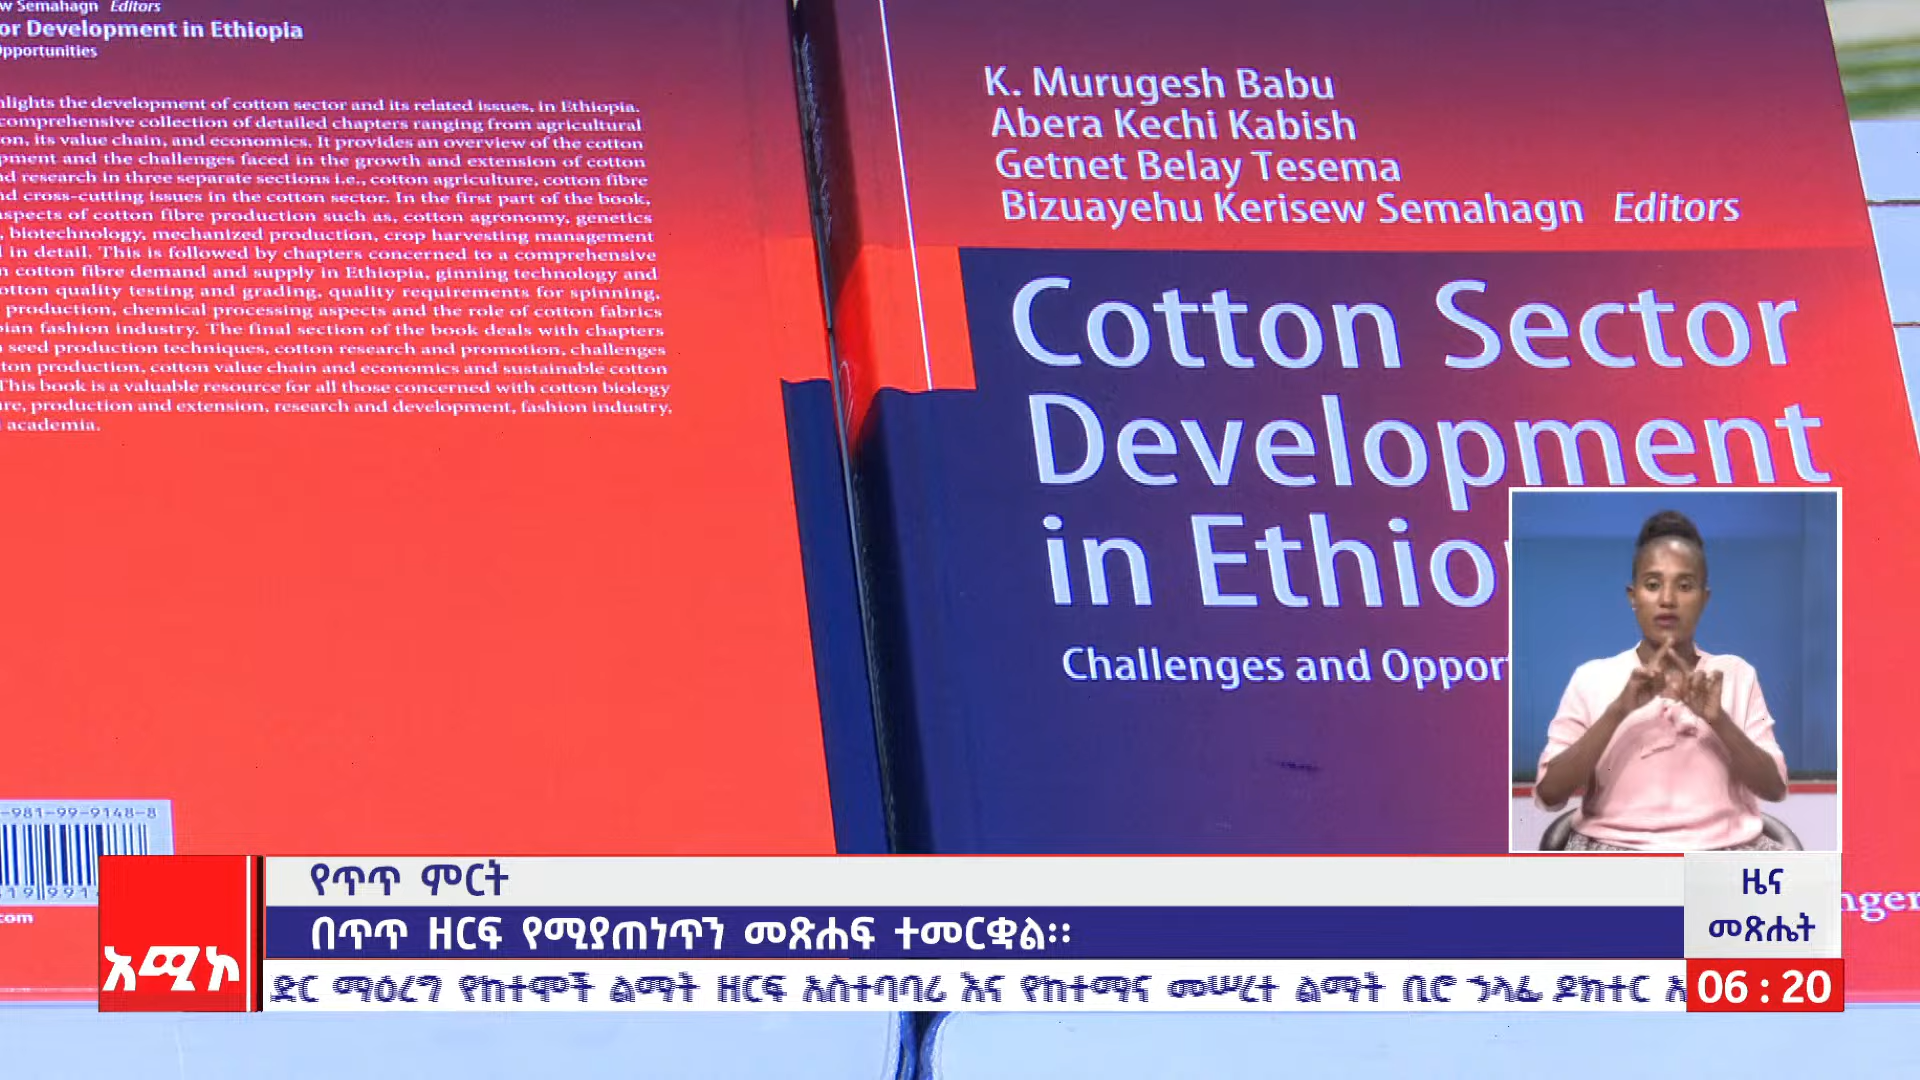 w Semahagn Editors
or Development in Ethiopia
pportunities
hlights the development of cotton sector and its related issues, in Ethiopia.
comprehensive collection of detailed chapters ranging from agricultural
on, its value chain, and economics. It provides an overview of the cotton
pment and the challenges faced in the growth and extension of cotton
nd research in three separate sections i.e., cotton agriculture, cotton fibre
nd cross-cutting issues in the cotton sector. In the first part of the book,
aspects of cotton fibre production such as, cotton agronomy, genetics
, biotechnology, mechanized production, crop harvesting management
l in detail. This is followed by chapters concerned to a comprehensive
n cotton fibre demand and supply in Ethiopia, ginning technology and
otton quality testing and grading, quality requirements for spinning,
production, chemical processing aspects and the role of cotton fabrics
pian fashion industry. The final section of the book deals with chapters
n seed production techniques, cotton research and promotion, challenges
ton production, cotton value chain and economics and sustainable cotton
This book is a valuable resource for all those concerned with cotton biology
ure, production and extension, research and development, fashion industry,
academia.
-981-99-9148-8
com
K. Murugesh Babu
Abera Kechi Kabish
Getnet Belay Tesema
Bizuayehu Kerisew Semahagn Editors
Cotton Sector
Development
in Ethio
Challenges and Oppor
nger
የጥጥ ምርት
በጥጥ ዘርፍ የሚያጠነጥን መጽሐፍ ተመርቋል።
ዜና
መጽሔት
አሚኮ
ድር ማዕረግ የከተሞች ልማት ዘርፍ አስተባባሪ እና የከተማና መሠረተ ልማት ቢሮ ኃላፊ ዶክተር አ
06:20